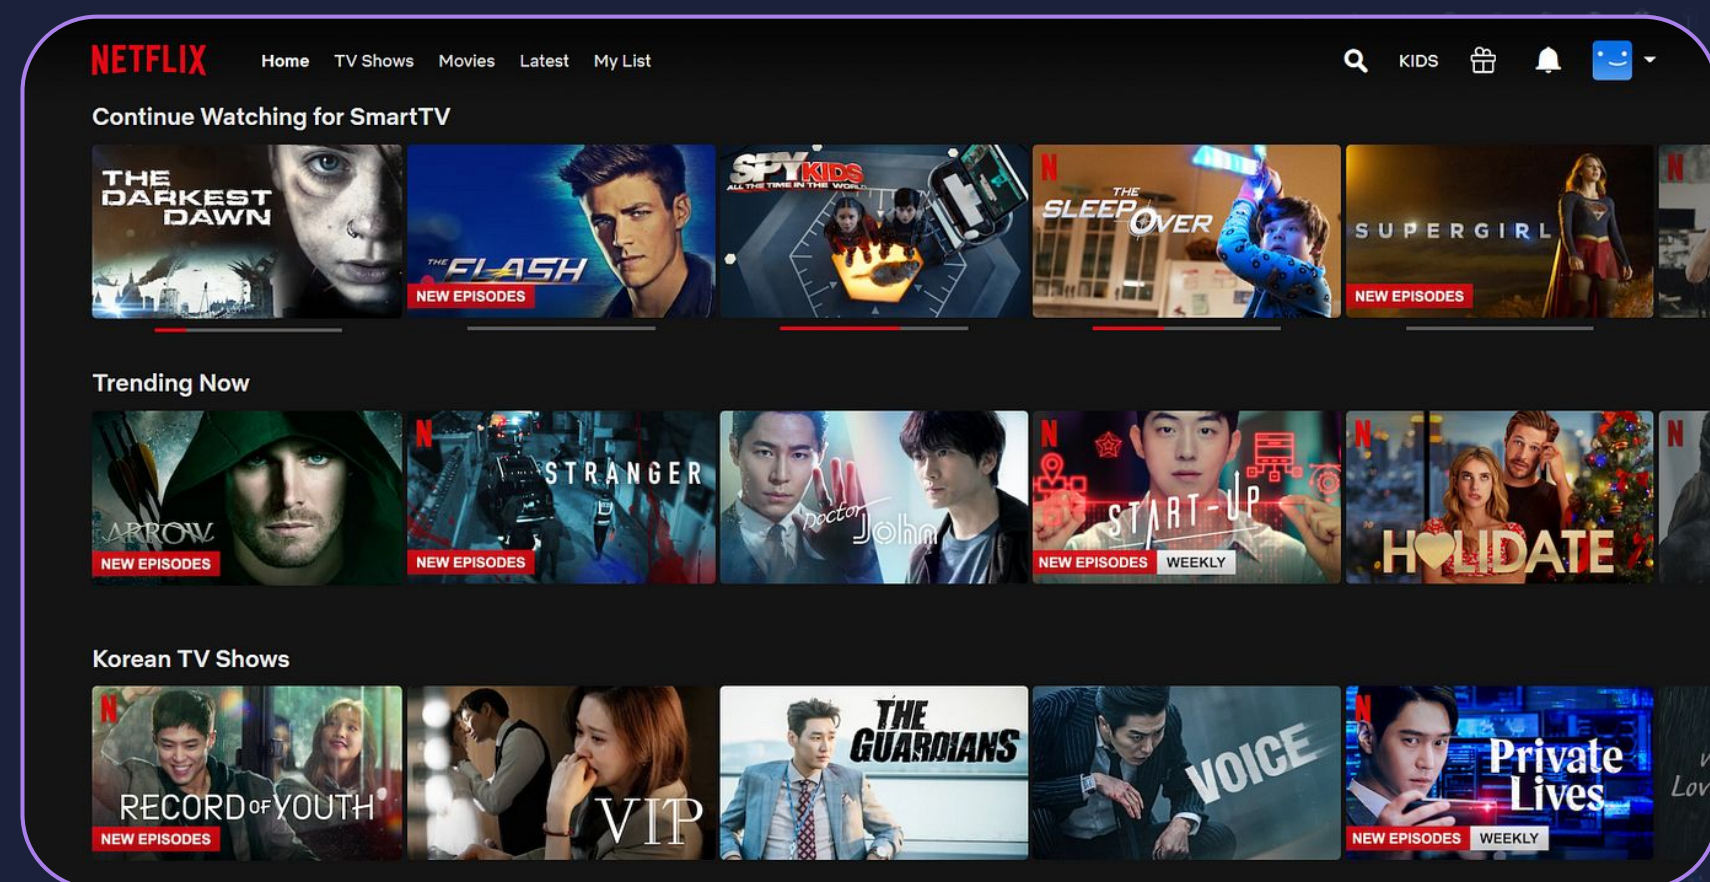 NETFLIX Home TV Shows Movies Latest My List KIDS
Continue Watching for SmartTV
THE
DARKEST
DAWN
THE FLASH
NEW EPISODES
SPY KIDS
ALL THE TIME IN THE WORLD
N
THE
SLEEPOVER
SUPERGIRL
NEW EPISODES
N
Trending Now
ARROW
NEW EPISODES
N
STRANGER
NEW EPISODES
Doctor
John
N
START-UP
NEW EPISODES WEEKLY
N
HOLIDATE
N
Korean TV Shows
N
RECORD OF YOUTH
NEW EPISODES
VIP
THE
GUARDIANS
VOICE
N
Private
Lives
NEW EPISODES WEEKLY